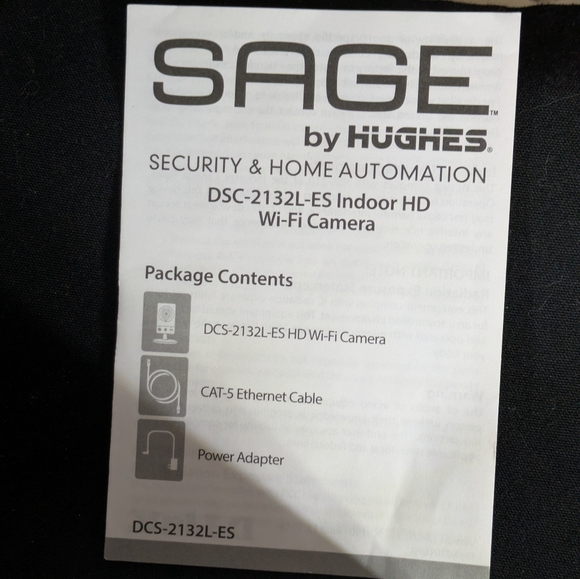 SAGE™
by HUGHES®
SECURITY & HOME AUTOMATION
DSC-2132L-ES Indoor HD
Wi-Fi Camera
Package Contents
DCS-2132L-ES HD Wi-Fi Camera
CAT-5 Ethernet Cable
Power Adapter
DCS-2132L-ES